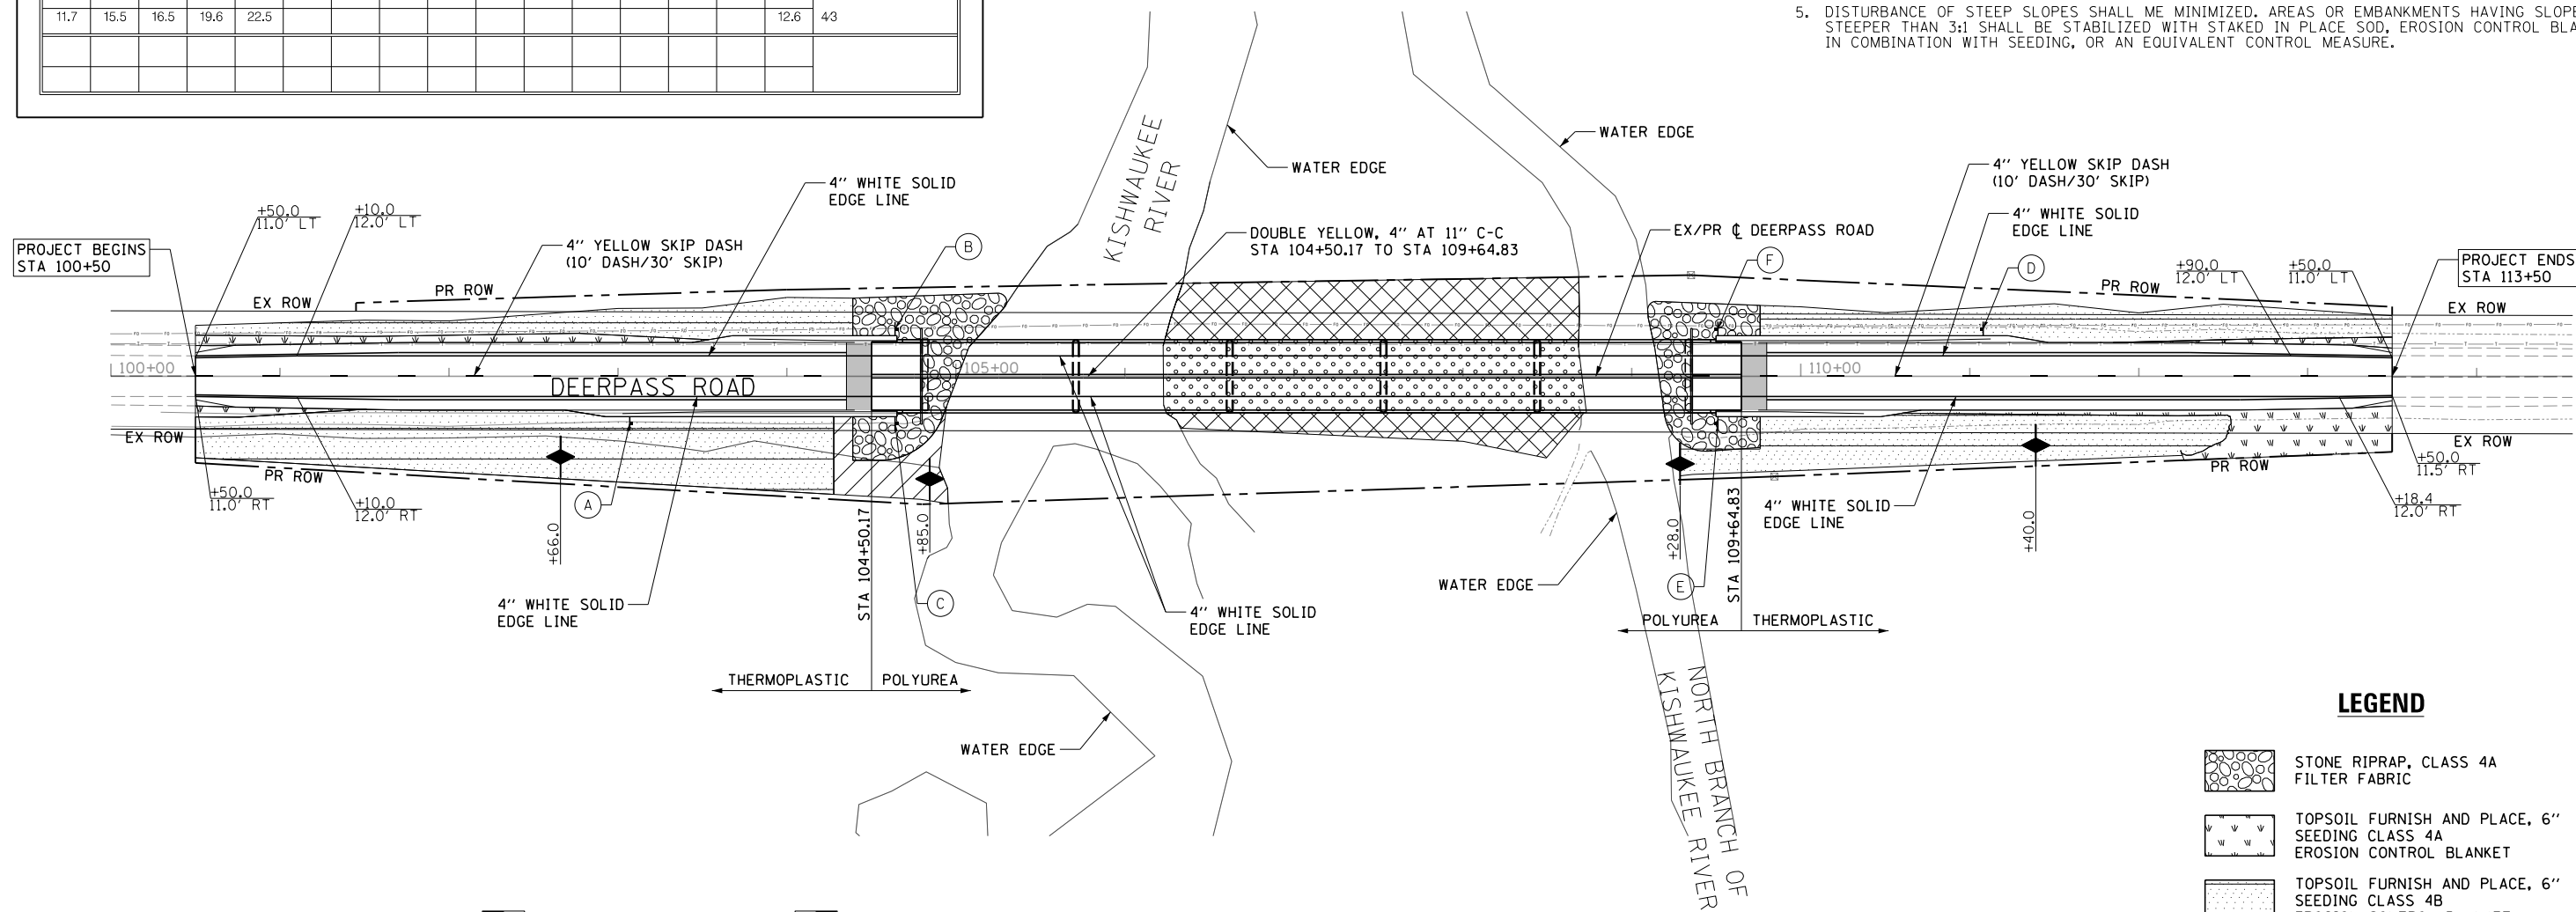 11.7 15.5 16.5 19.6 22.5 12.6 43
5. DISTURBANCE OF STEEP SLOPES SHALL ME MINIMIZED. AREAS OR EMBANKMENTS HAVING SLOPE
STEEPER THAN 3:1 SHALL BE STABILIZED WITH STAKED IN PLACE SOD, EROSION CONTROL BLA
IN COMBINATION WITH SEEDING, OR AN EQUIVALENT CONTROL MEASURE.
KISHWAUKEE
RIVER
WATER EDGE
WATER EDGE
4" WHITE SOLID
EDGE LINE
4" YELLOW SKIP DASH
(10' DASH/30' SKIP)
+50.0
11.0' LT
+10.0
12.0' LT
PROJECT BEGINS
STA 100+50
4" YELLOW SKIP DASH
(10' DASH/30' SKIP)
B
DOUBLE YELLOW, 4" AT 11" C-C
STA 104+50.17 TO STA 109+64.83
EX/PR ℄ DEERPASS ROAD
F
4" WHITE SOLID
EDGE LINE
D
+90.0
12.0' LT
+50.0
11.0' LT
PROJECT ENDS
STA 113+50
EX ROW
PR ROW
PR ROW
EX ROW
100+00
105+00
110+00
DEERPASS ROAD
EX ROW
PR ROW
EX ROW
PR ROW
+50.0
11.0' RT
+10.0
12.0' RT
A
+66.0
STA 104+50.17
+85.0
+28.0
STA 109+64.83
4" WHITE SOLID
EDGE LINE
+40.0
+50.0
11.5' RT
+18.4
12.0' RT
4" WHITE SOLID
EDGE LINE
C
4" WHITE SOLID
EDGE LINE
WATER EDGE
E
POLYUREA THERMOPLASTIC
THERMOPLASTIC POLYUREA
WATER EDGE
NORTH BRANCH OF
KISHWAUKEE RIVER
LEGEND
STONE RIPRAP, CLASS 4A
FILTER FABRIC
TOPSOIL FURNISH AND PLACE, 6"
SEEDING CLASS 4A
EROSION CONTROL BLANKET
TOPSOIL FURNISH AND PLACE, 6"
SEEDING CLASS 4B